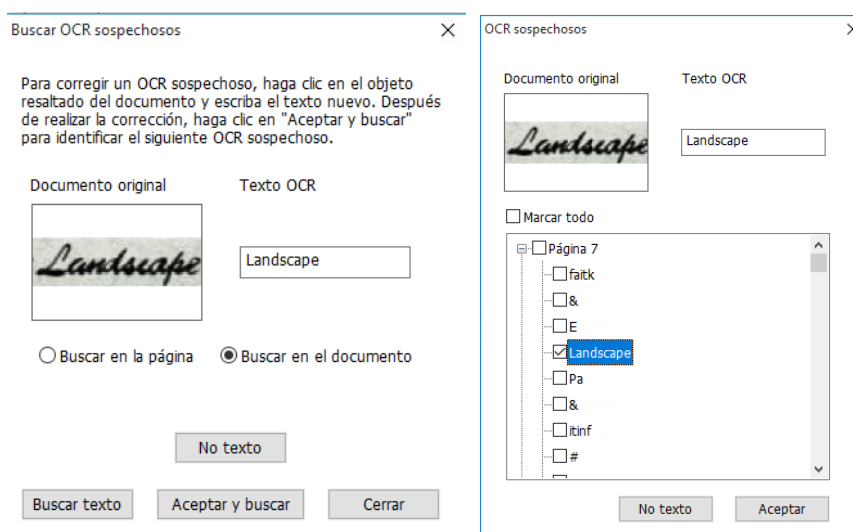 Buscar OCR sospechosos
Para corregir un OCR sospechoso, haga clic en el objeto
resaltado del documento y escriba el texto nuevo. Después
de realizar la corrección, haga clic en "Aceptar y buscar"
para identificar el siguiente OCR sospechoso.
Documento original Texto OCR
Landscape Landscape
Buscar en la página Buscar en el documento
No texto
Buscar texto Aceptar y buscar Cerrar
OCR sospechosos
Documento original Texto OCR
Landscape Landscape
Marcar todo
Página 7
faitk
&
E
Landscape
Pa
&
itinf
#
No texto Aceptar